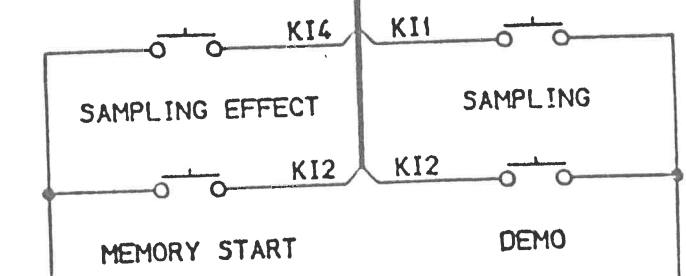 KI4 KI1
SAMPLING EFFECT SAMPLING
KI2 KI2
MEMORY START DEMO